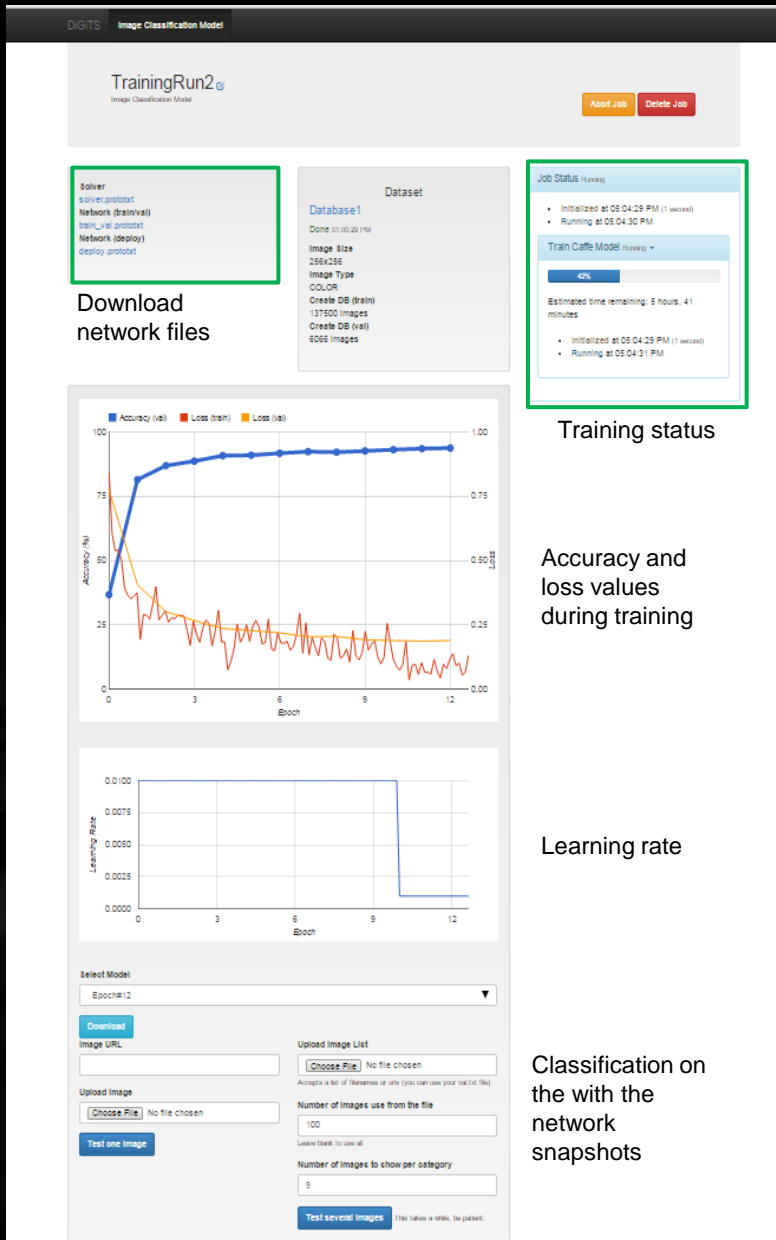 DiGiTS Image Classification Model
TrainingRun2
Image Classification Model
Abort Job Delete Job
Solver
solver.prototxt
Network (train/val)
train_val.prototxt
Network (deploy)
deploy.prototxt
Download
network files
Dataset
Database1
Done 01:00:29 PM
Image Size
256x256
Image Type
COLOR
Create DB (train)
137500 images
Create DB (val)
6066 images
Job Status Running
Initialized at 05:04:29 PM (1 second)
Running at 05:04:30 PM
Train Caffe Model Running
42%
Estimated time remaining: 5 hours, 41
minutes
Initialized at 05:04:29 PM (1 second)
Running at 05:04:31 PM
Training status
Accuracy (val) Loss (train) Loss (val)
100 1.00
75 0.75
50 0.50
25 0.25
0 0.00
Accuracy (%)
Loss
0 3 6 9 12
Epoch
Accuracy and
loss values
during training
0.0100
0.0075
0.0050
0.0025
0.0000
Learning Rate
0 3 6 9 12
Epoch
Learning rate
Select Model
Epoch#12
Download
Image URL
Upload Image
Choose File No file chosen
Test one Image
Upload Image List
Choose File No file chosen
Accepts a list of filenames or urls (you can use your val.txt file)
Number of Images use from the file
100
Leave blank to use all
Number of Images to show per category
9
Test several Images This takes a while, be patient.
Classification on
the with the
network
snapshots